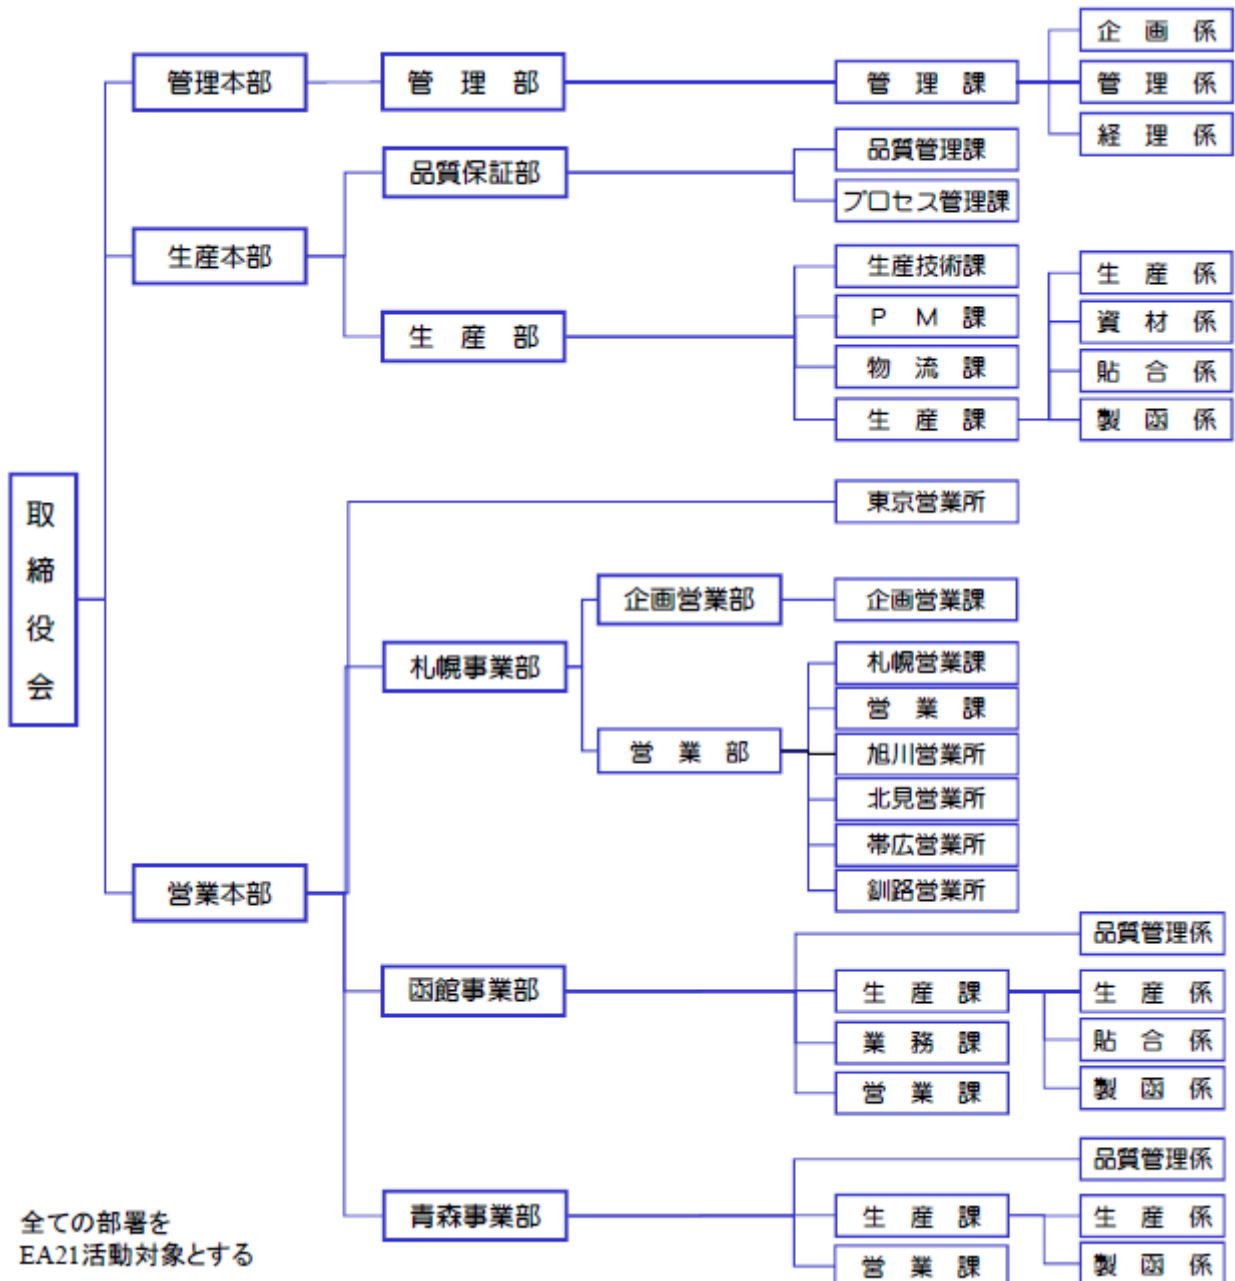 取締役会
管理本部
管理部
管理課
企画係
管理係
経理係
生産本部
品質保証部
品質管理課
プロセス管理課
生産部
生産技術課
PM課
物流課
生産課
生産係
資材係
貼合係
製函係
営業本部
東京営業所
札幌事業部
企画営業部
企画営業課
営業部
札幌営業課
営業課
旭川営業所
北見営業所
帯広営業所
釧路営業所
函館事業部
品質管理係
生産課
生産係
貼合係
製函係
業務課
営業課
青森事業部
品質管理係
生産課
生産係
製函係
営業課
全ての部署を
EA21活動対象とする